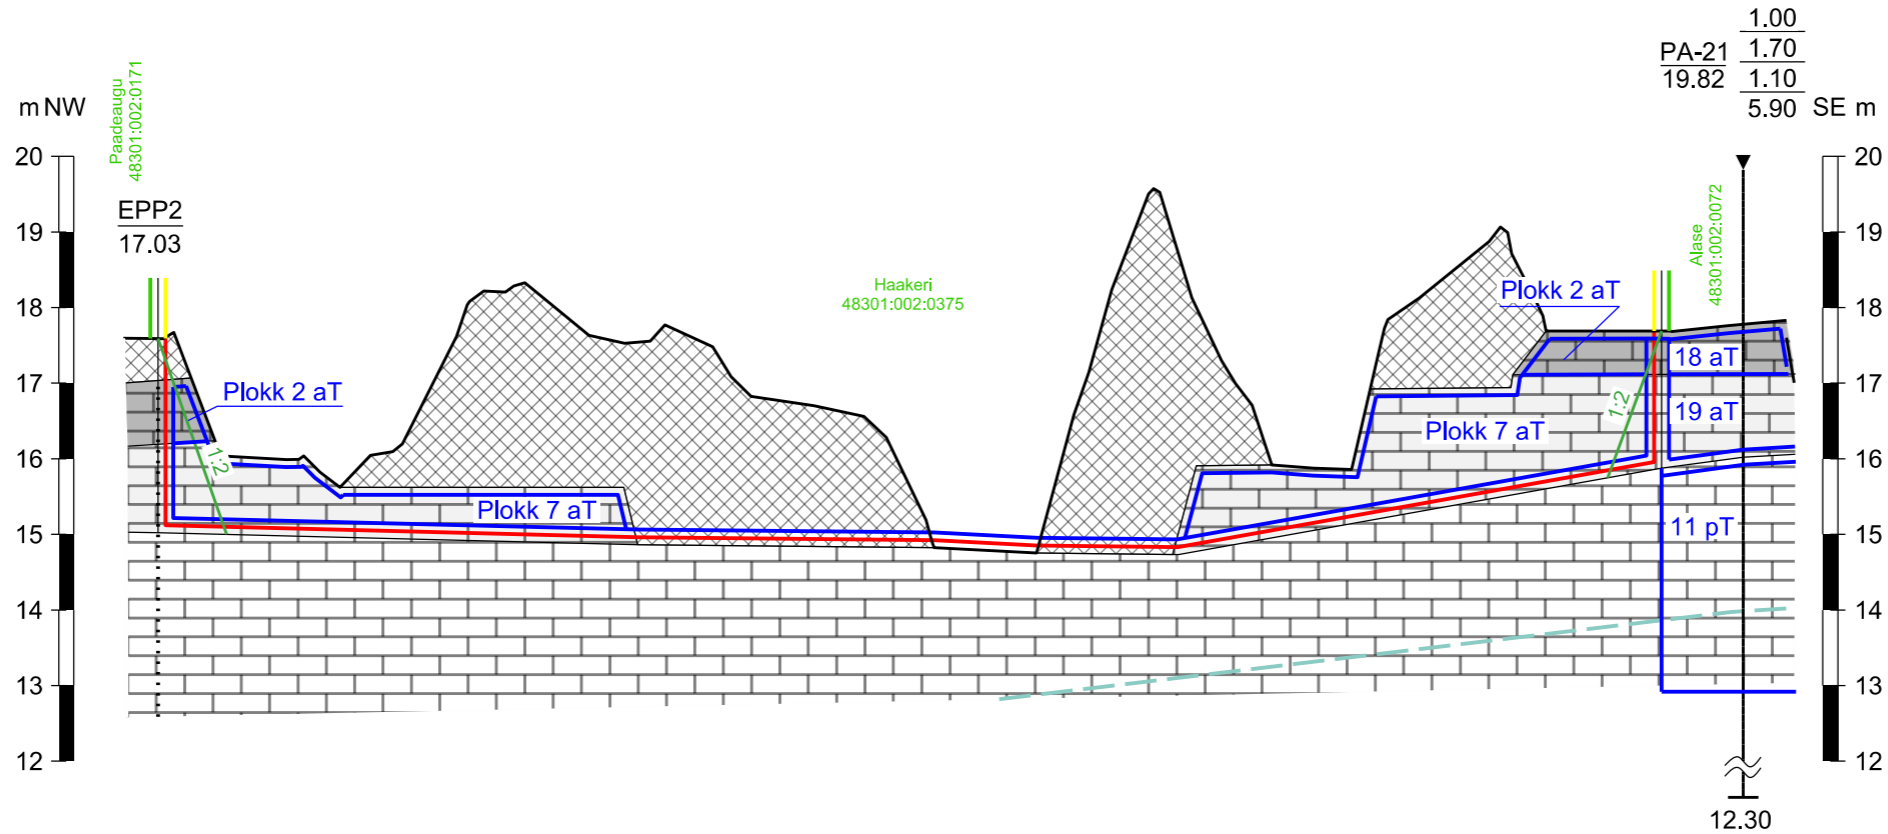 1.00
PA-21
1.70
19.82
1.10
5.90
m NW
SE m
Paadeaugu
48301:002:0171
EPP2
17.03
Haakeri
48301:002:0375
Alase
48301:002:0072
Plokk 2 aT
Plokk 2 aT
18 aT
19 aT
Plokk 7 aT
Plokk 7 aT
11 pT
1:2
1:2
20
19
18
17
16
15
14
13
12
20
19
18
17
16
15
14
13
12
12.30